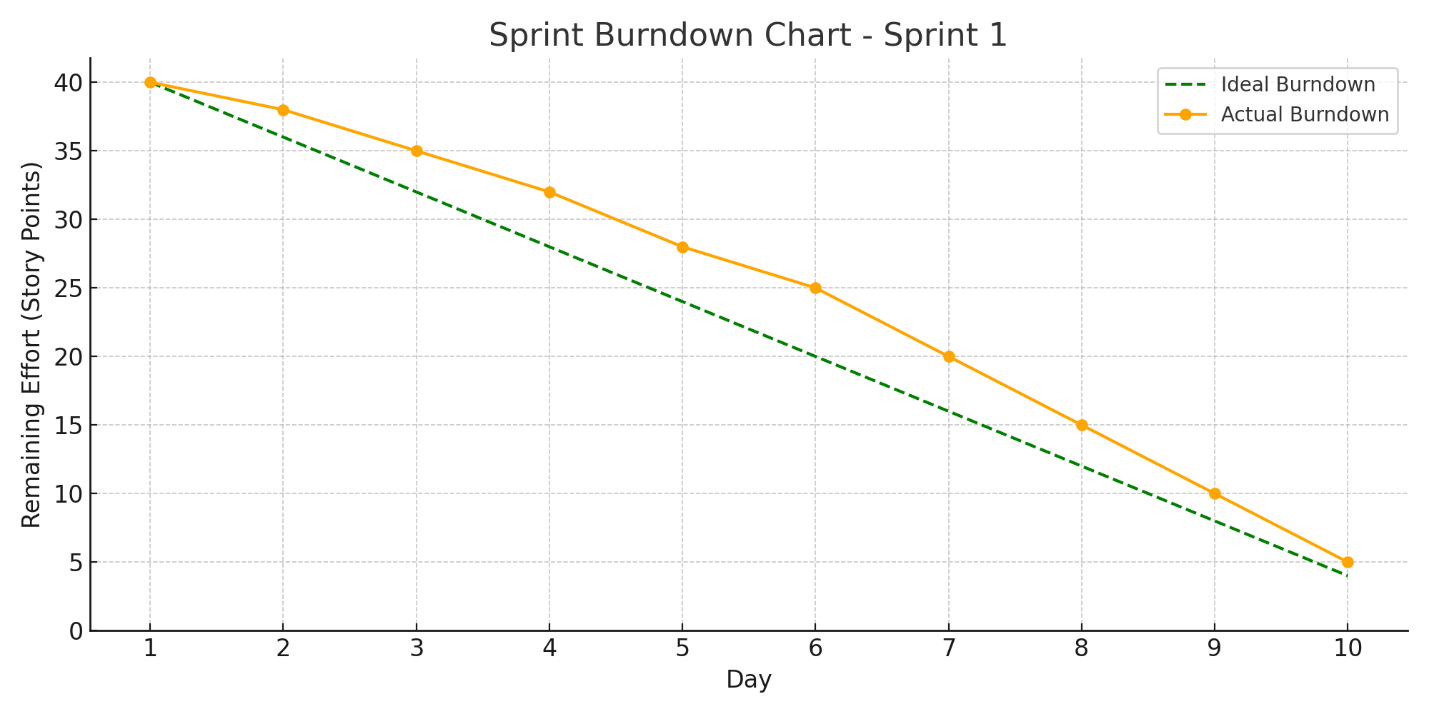 Sprint Burndown Chart - Sprint 1
Ideal Burndown
Actual Burndown
Remaining Effort (Story Points)
40
35
30
25
20
15
10
5
0
1 2 3 4 5 6 7 8 9 10
Day